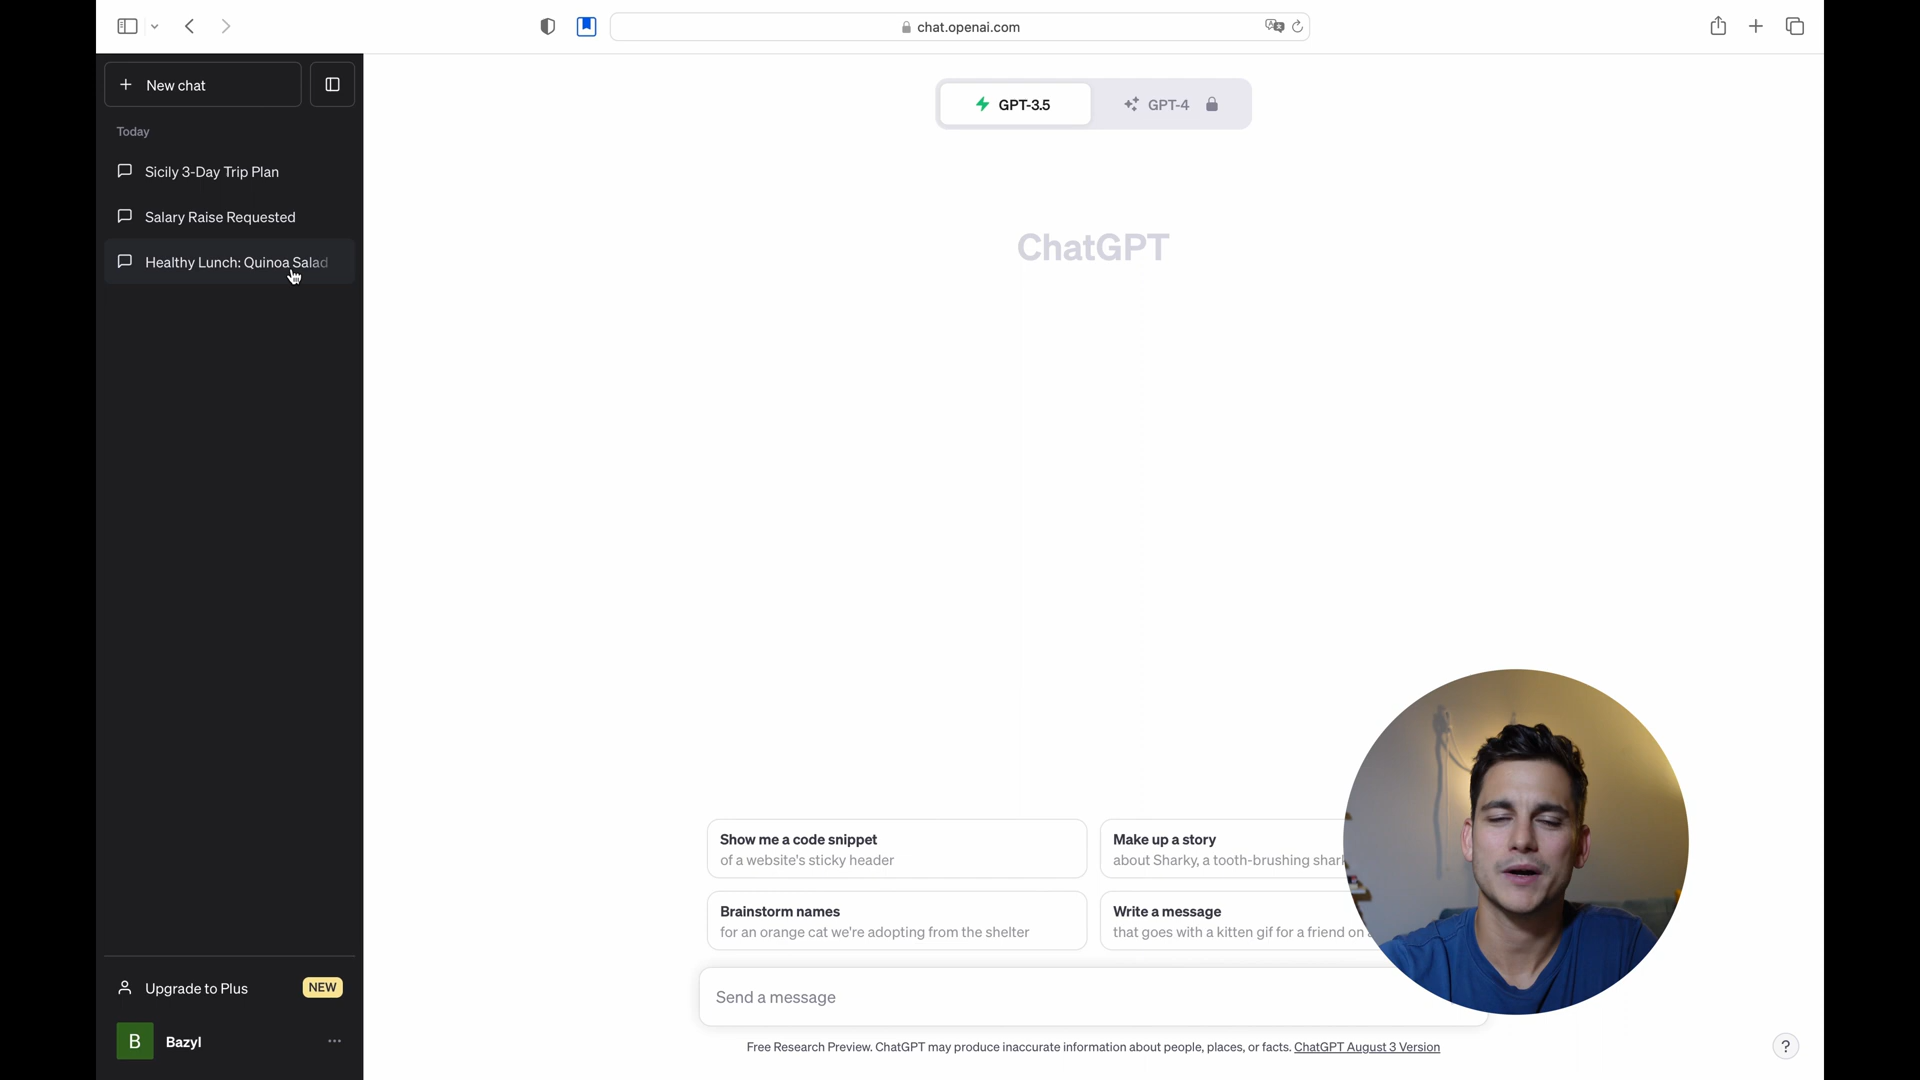 chat.openai.com
New chat
GPT-3.5
GPT-4
Today
Sicily 3-Day Trip Plan
Salary Raise Requested
Healthy Lunch: Quinoa Salad
ChatGPT
Show me a code snippet
of a website's sticky header
Make up a story
about Sharky, a tooth-brushing shark
Brainstorm names
for an orange cat we're adopting from the shelter
Write a message
that goes with a kitten gif for a friend on
Send a message
Free Research Preview. ChatGPT may produce inaccurate information about people, places, or facts. ChatGPT August 3 Version
Upgrade to Plus
NEW
B
Bazyl
?